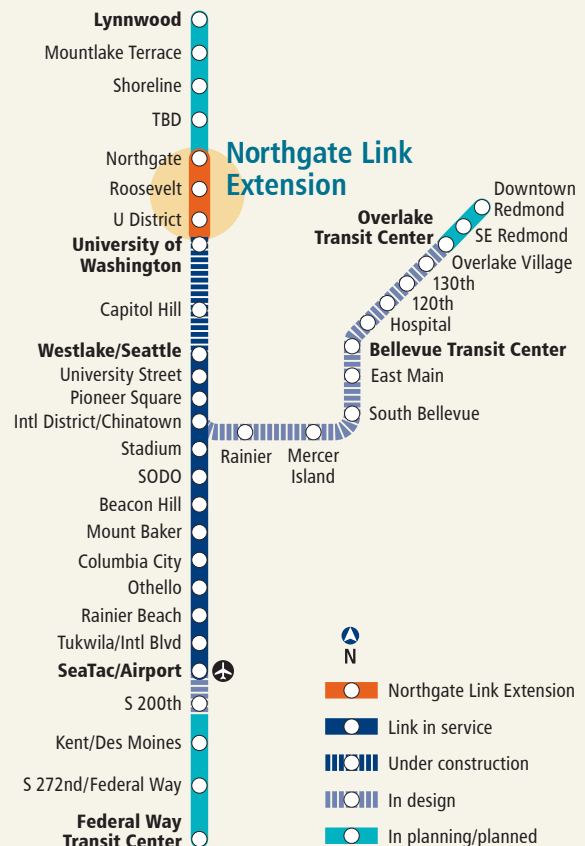 Lynnwood
Mountlake Terrace
Shoreline
TBD
Northgate
Roosevelt
U District
Northgate Link
Extension
University of
Washington
Capitol Hill
Westlake/Seattle
University Street
Pioneer Square
Intl District/Chinatown
Stadium
SODO
Beacon Hill
Mount Baker
Columbia City
Othello
Rainier Beach
Tukwila/Intl Blvd
SeaTac/Airport
S 200th
Kent/Des Moines
S 272nd/Federal Way
Federal Way
Transit Center
Downtown
Redmond
SE Redmond
Overlake
Transit Center
Overlake Village
130th
120th
Hospital
Bellevue Transit Center
East Main
South Bellevue
Mercer
Island
Rainier
N
Northgate Link Extension
Link in service
Under construction
In design
In planning/planned